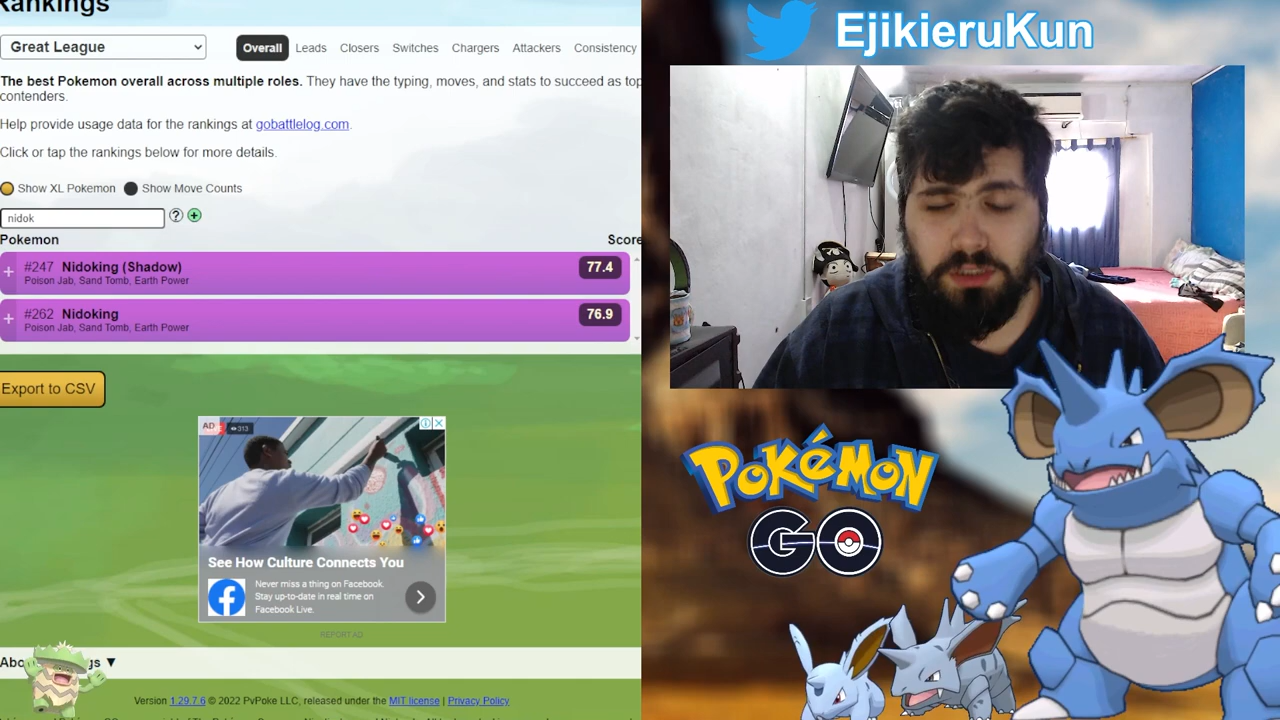 Rankings
Great League
Overall Leads Closers Switches Chargers Attackers Consistency
The best Pokemon overall across multiple roles. They have the typing, moves, and stats to succeed as top
contenders.
Help provide usage data for the rankings at gobattlelog.com.
Click or tap the rankings below for more details.
Show XL Pokemon Show Move Counts
nidok ? +
Pokemon Score
+ #247 Nidoking (Shadow) 77.4
Poison Jab, Sand Tomb, Earth Power
+ #262 Nidoking 76.9
Poison Jab, Sand Tomb, Earth Power
Export to CSV
AD 313
See How Culture Connects You
Never miss a thing on Facebook.
Stay up-to-date in real time on
Facebook Live.
REPORT AD
Version 1.29.7.6 © 2022 PvPoke LLC, released under the MIT license | Privacy Policy
EjikieruKun
POKéMON
GO